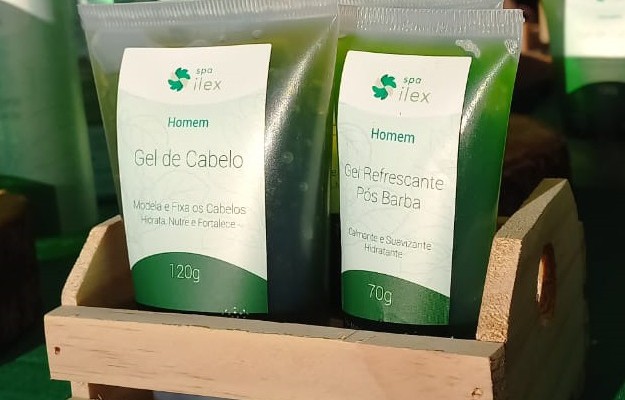 spa
ilex
Homem
Gel de Cabelo
Modela e Fixa os Cabelos
Hidrata, Nutre e Fortalece
120g
spa
ilex
Homem
Gel Refrescante
Pós Barba
Calmante e Suavizante
Hidratante
70g